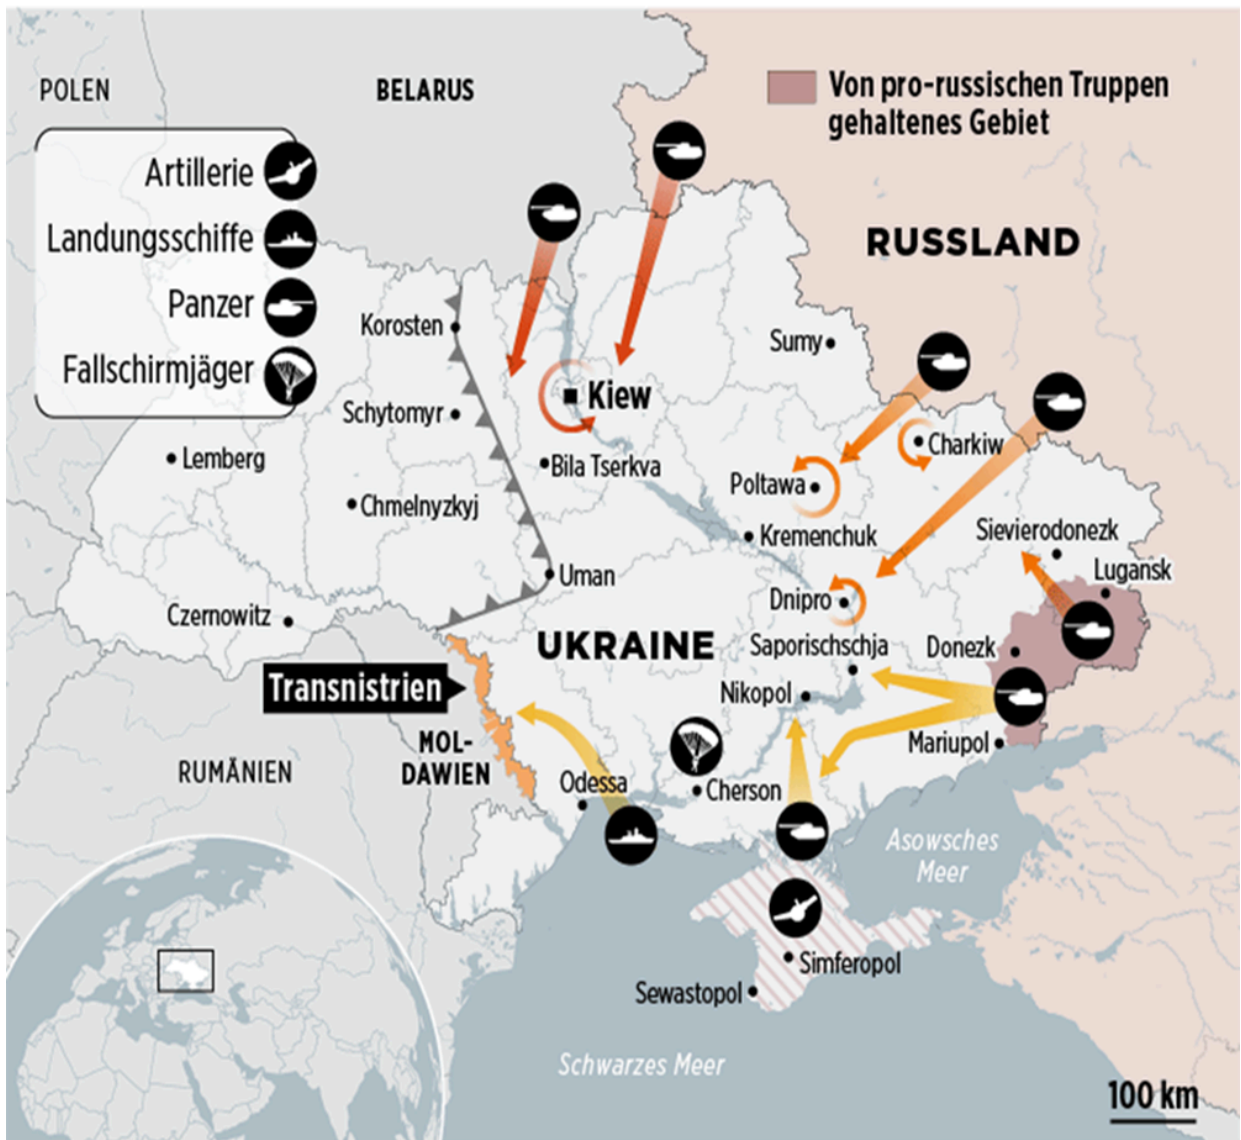 POLEN
BELARUS
Von pro-russischen Truppen
gehaltenes Gebiet
Artillerie
Landungsschiffe
Panzer
Fallschirmjäger
RUSSLAND
Korosten
Sumy
Kiew
Schytomyr
Charkiw
Lemberg
Bila Tserkva
Poltawa
Chmelnyzkyj
Kremenchuk
Sievierodonezk
Uman
Lugansk
Dnipro
Czernowitz
UKRAINE
Saporischschja
Donezk
Transnistrien
Nikopol
MOL-
DAWIEN
Mariupol
RUMÄNIEN
Odessa
Cherson
Asowsches
Meer
Simferopol
Sewastopol
Schwarzes Meer
100 km